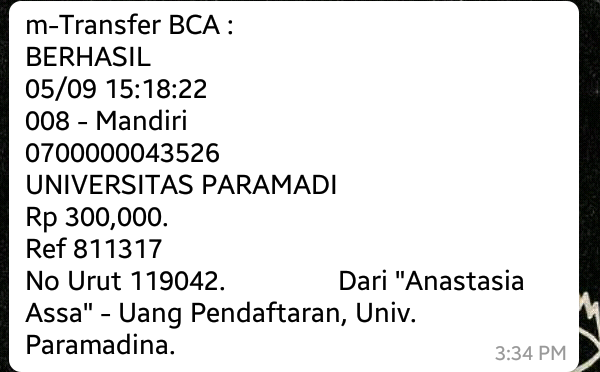 m-Transfer BCA :
BERHASIL
05/09 15:18:22
008 - Mandiri
0700000043526
UNIVERSITAS PARAMADI
Rp 300,000.
Ref 811317
No Urut 119042. Dari "Anastasia
Assa" - Uang Pendaftaran, Univ.
Paramadina.
3:34 PM